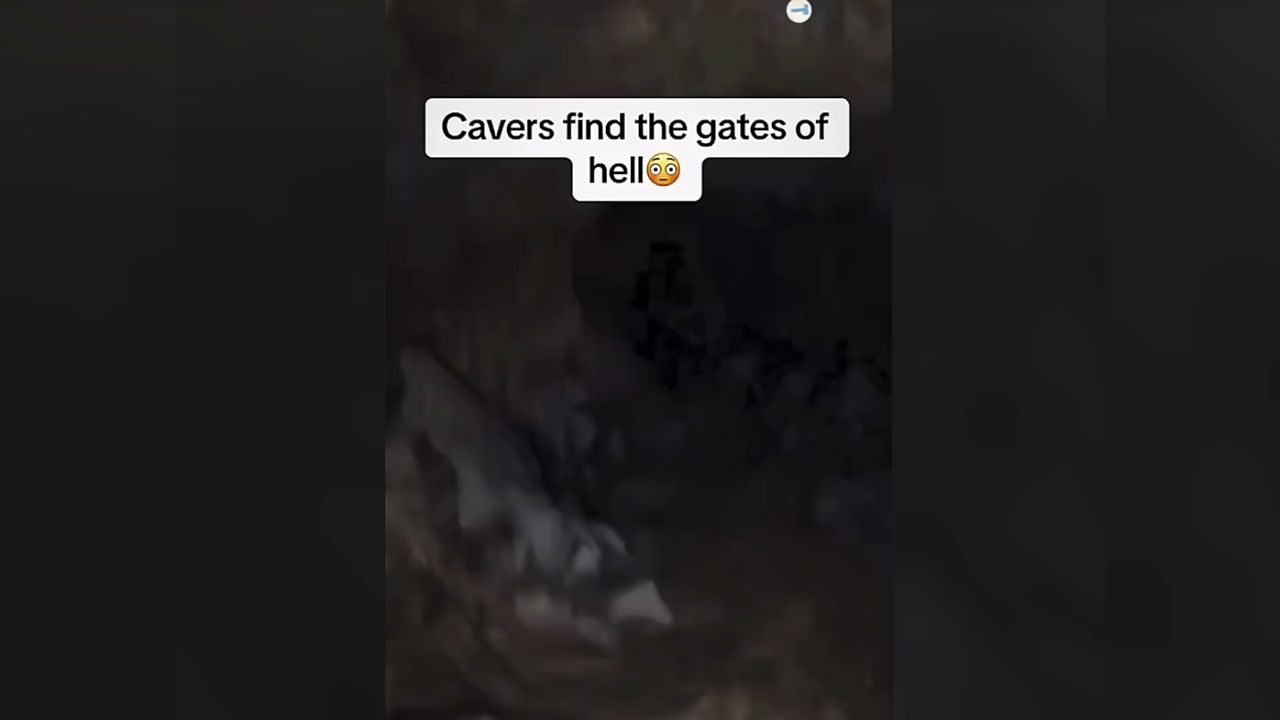 Cavers find the gates of
hell😳